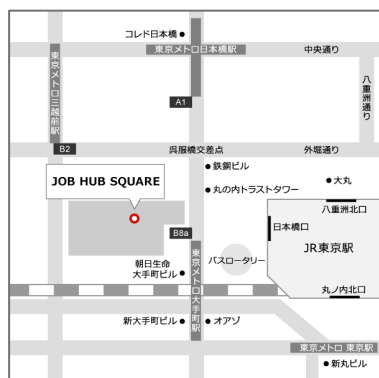 コレド日本橋
東京メトロ日本橋駅
中央通り
東京メトロ三越前駅
八重洲通り
A1
B2
呉服橋交差点
外堀通り
鉄鋼ビル
JOB HUB SQUARE
丸の内トラストタワー
大丸
八重洲北口
日本橋口
B8a
JR東京駅
朝日生命
大手町ビル
バスロータリー
東京メトロ大手町駅
丸ノ内北口
新大手町ビル
オアゾ
東京メトロ 東京駅
新丸ビル